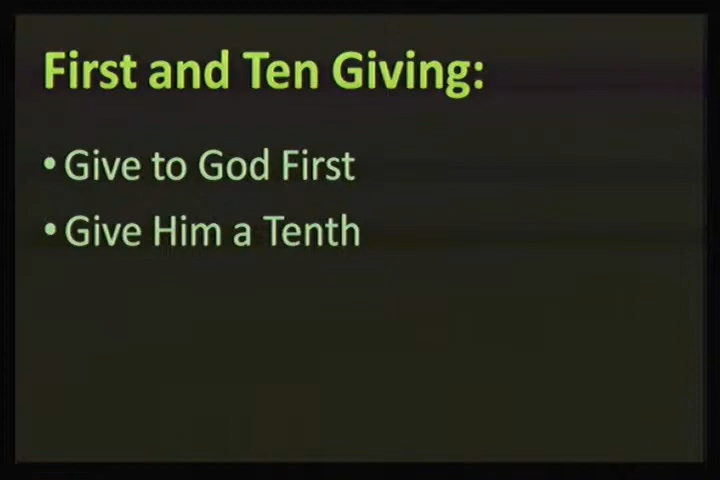 First and Ten Giving:
• Give to God First
• Give Him a Tenth